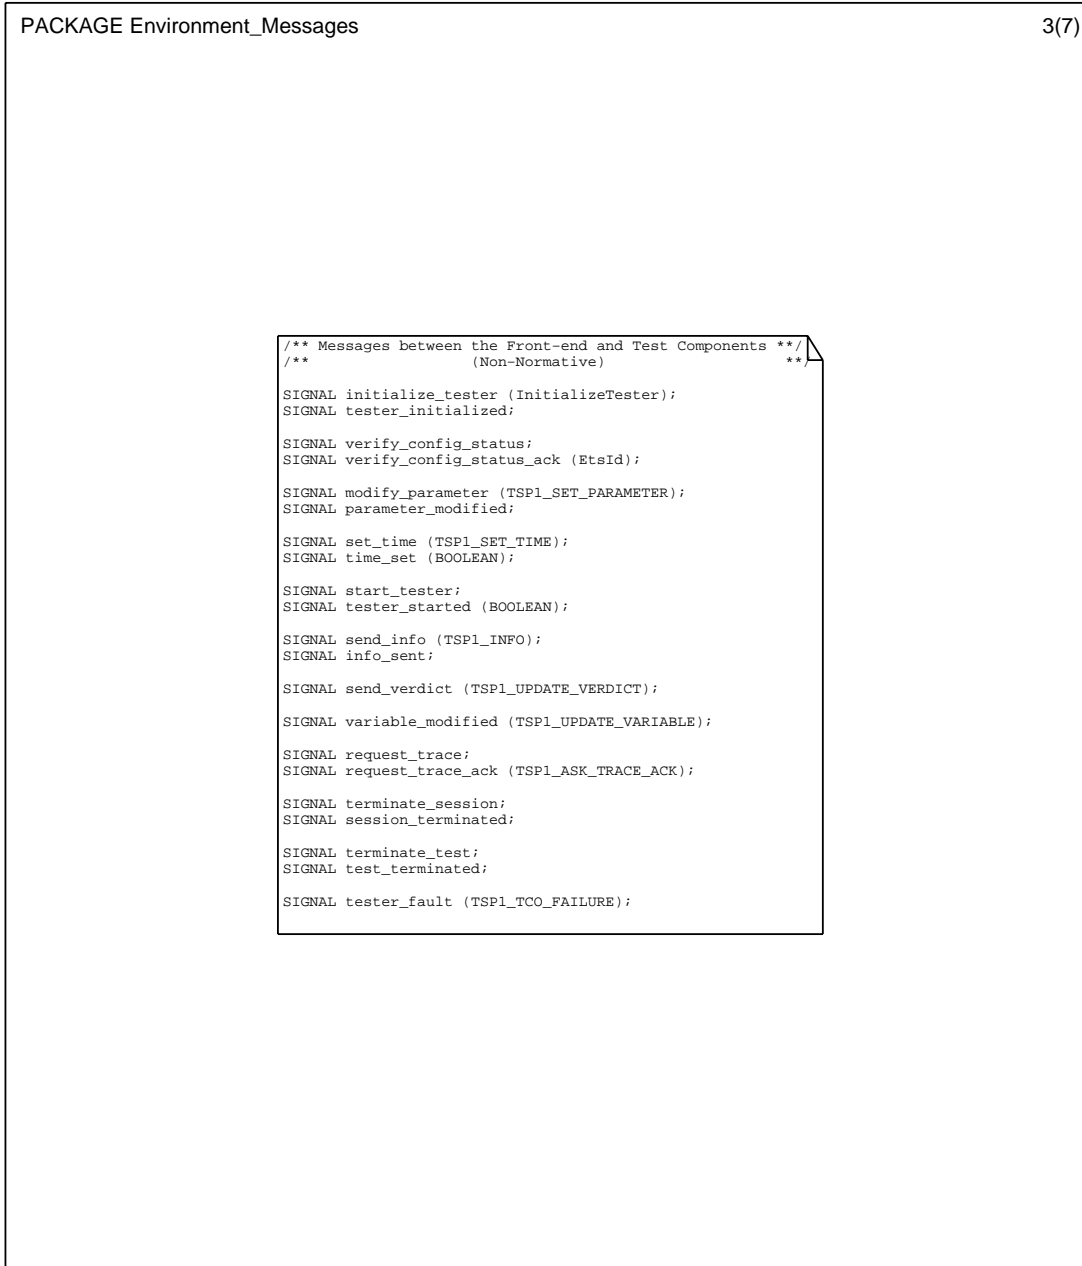 PACKAGE Environment_Messages 3(7)
/** Messages between the Front-end and Test Components **/
/** (Non-Normative) **/
SIGNAL initialize_tester (InitializeTester);
SIGNAL tester_initialized;
SIGNAL verify_config_status;
SIGNAL verify_config_status_ack (EtsId);
SIGNAL modify_parameter (TSP1_SET_PARAMETER);
SIGNAL parameter_modified;
SIGNAL set_time (TSP1_SET_TIME);
SIGNAL time_set (BOOLEAN);
SIGNAL start_tester;
SIGNAL tester_started (BOOLEAN);
SIGNAL send_info (TSP1_INFO);
SIGNAL info_sent;
SIGNAL send_verdict (TSP1_UPDATE_VERDICT);
SIGNAL variable_modified (TSP1_UPDATE_VARIABLE);
SIGNAL request_trace;
SIGNAL request_trace_ack (TSP1_ASK_TRACE_ACK);
SIGNAL terminate_session;
SIGNAL session_terminated;
SIGNAL terminate_test;
SIGNAL test_terminated;
SIGNAL tester_fault (TSP1_TCO_FAILURE);